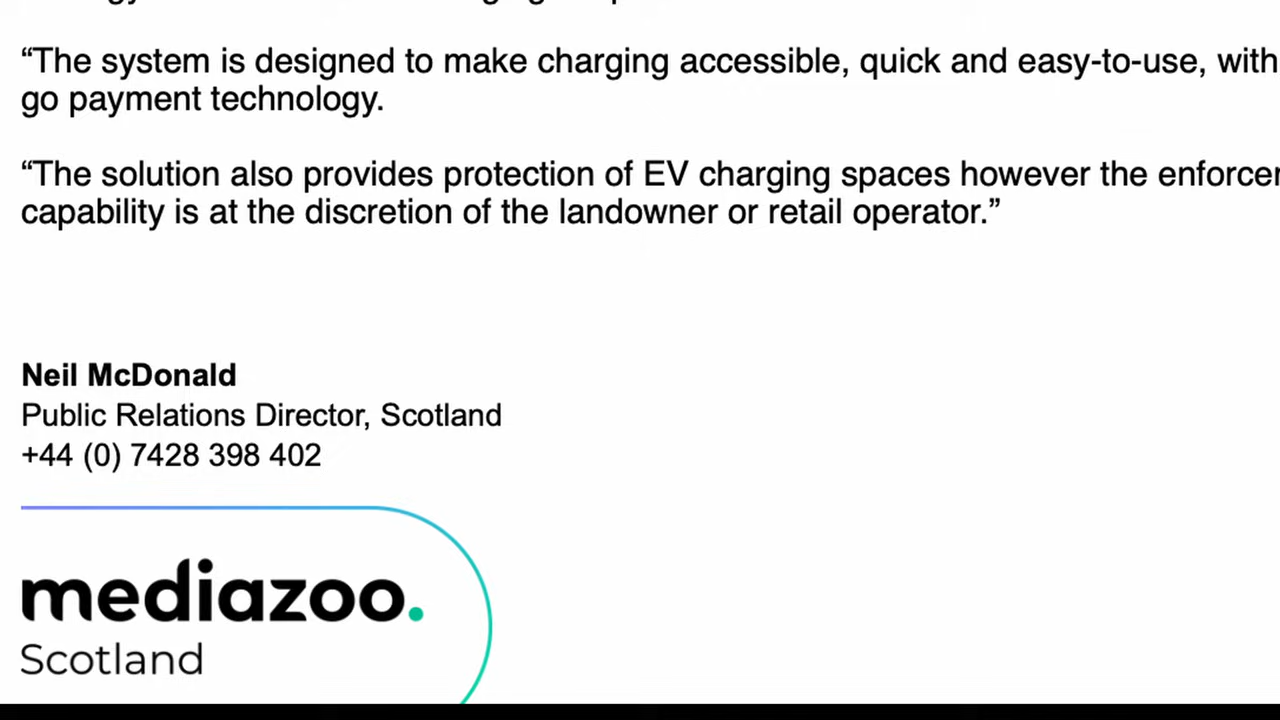 “The system is designed to make charging accessible, quick and easy-to-use, with
go payment technology.
“The solution also provides protection of EV charging spaces however the
capability is at the discretion of the landowner or retail operator.”
Neil McDonald
Public Relations Director, Scotland
+44 (0) 7428 398 402
mediazoo.
Scotland